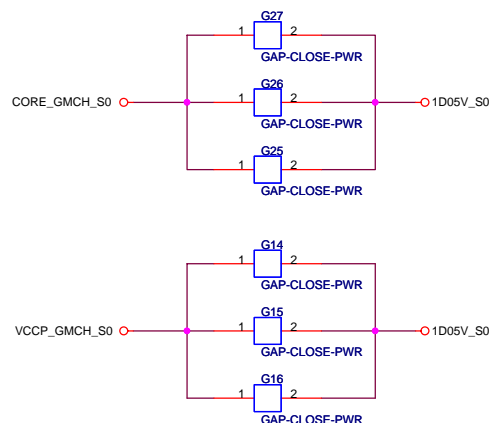 G27
1 2
GAP-CLOSE-PWR
G26
CORE_GMCH_S0 1 2 1D05V_S0
GAP-CLOSE-PWR
G25
1 2
GAP-CLOSE-PWR
G14
1 2
GAP-CLOSE-PWR
G15
VCCP_GMCH_S0 1 2 1D05V_S0
GAP-CLOSE-PWR
G16
1 2
GAP-CLOSE-PWR